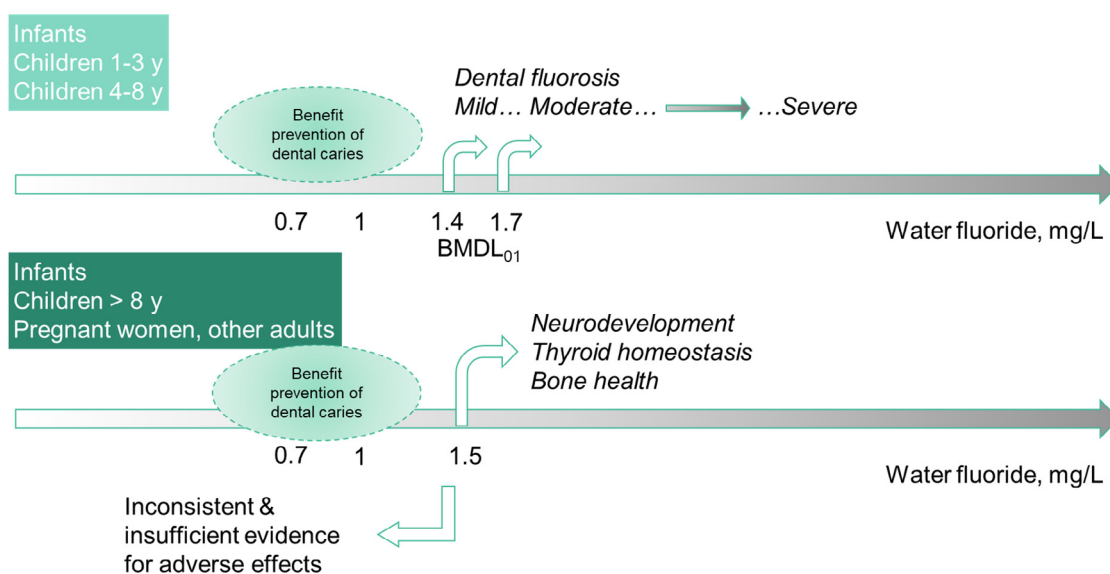 Infants
Children 1-3 y
Children 4-8 y
Dental fluorosis
Mild… Moderate… …Severe
Benefit
prevention of
dental caries
0.7 1 1.4 1.7
BMDL01
Water fluoride, mg/L
Infants
Children > 8 y
Pregnant women, other adults
Neurodevelopment
Thyroid homeostasis
Bone health
Benefit
prevention of
dental caries
0.7 1 1.5
Water fluoride, mg/L
Inconsistent &
insufficient evidence
for adverse effects